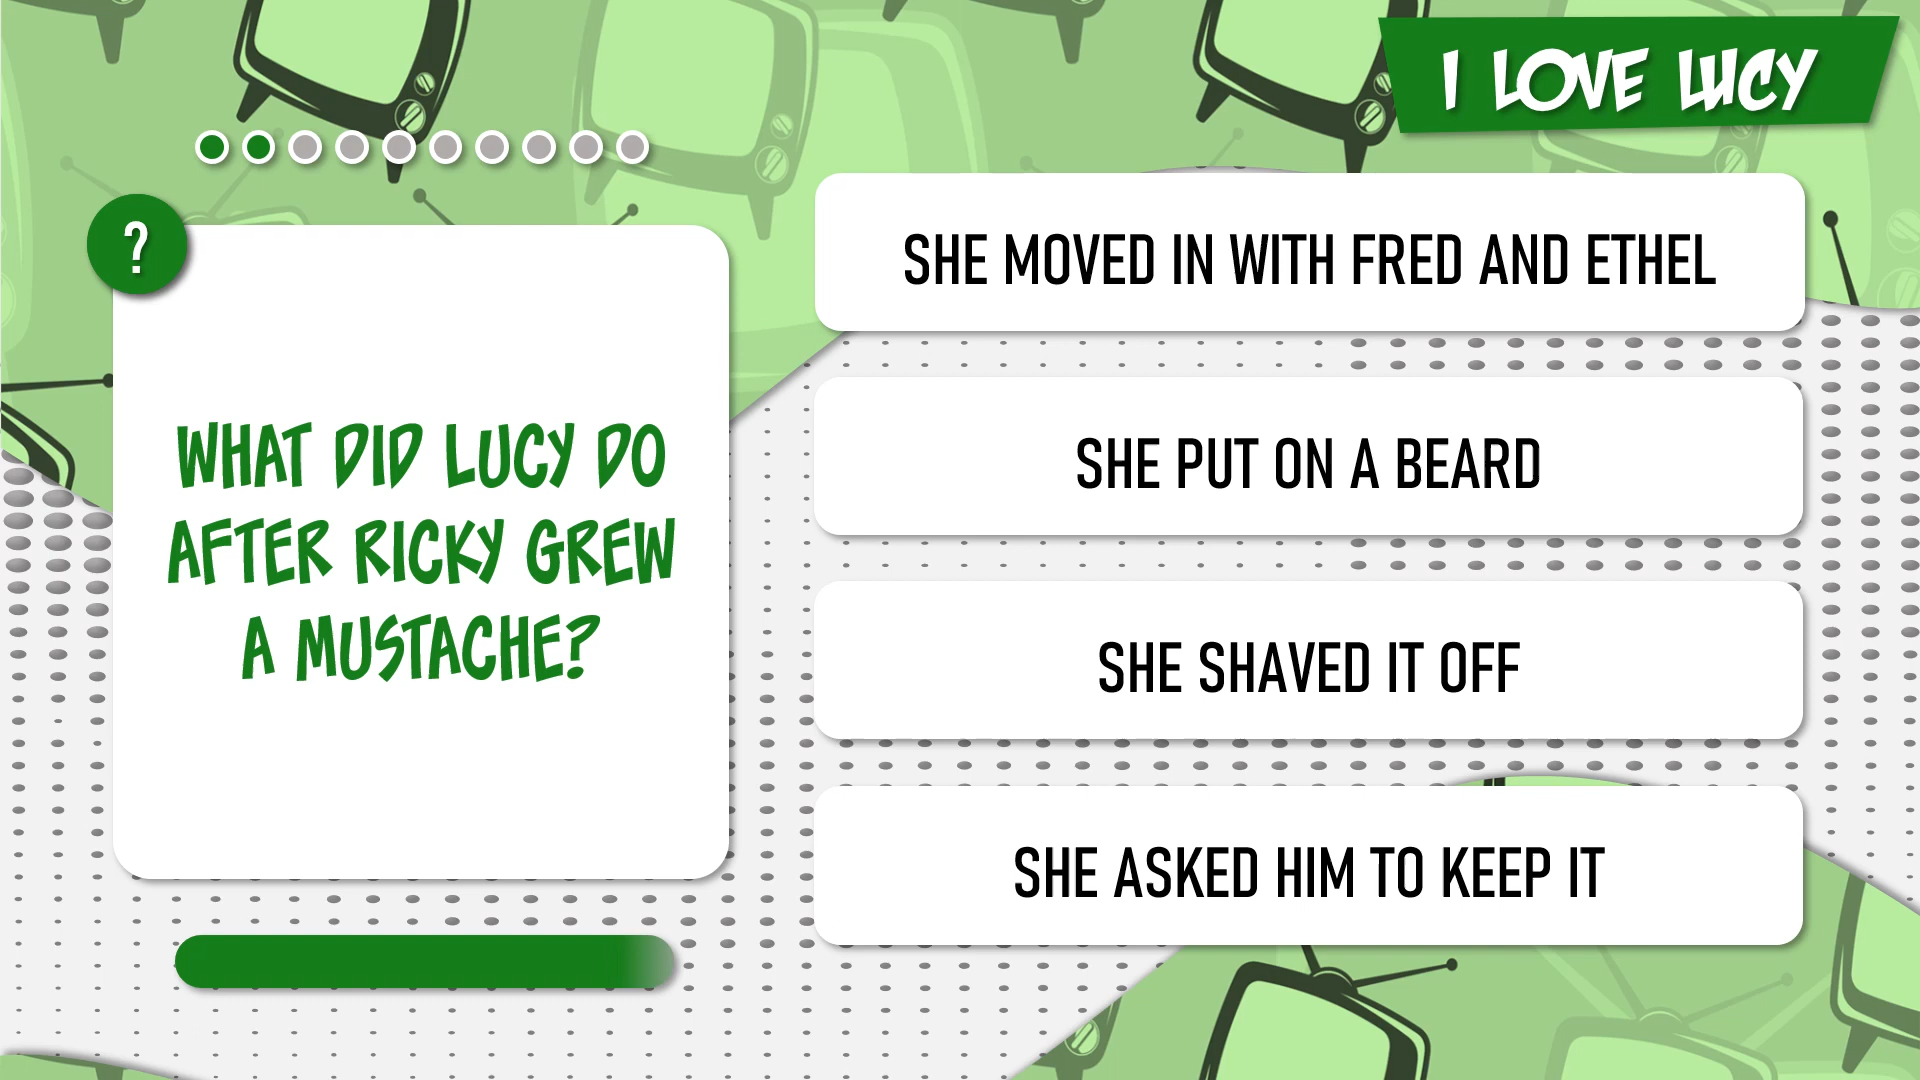 I LOVE LUCY
?
WHAT DID LUCY DO
AFTER RICKY GREW
A MUSTACHE?
SHE MOVED IN WITH FRED AND ETHEL
SHE PUT ON A BEARD
SHE SHAVED IT OFF
SHE ASKED HIM TO KEEP IT